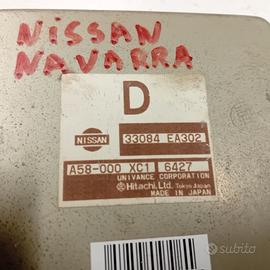 NISSAN
NAVARRA
D
NISSAN
33084 EA302
A58-000 XC1 6427
UNIVANCE CORPORATION
Hitachi, Ltd. Tokyo Japan
MADE IN JAPAN
subito